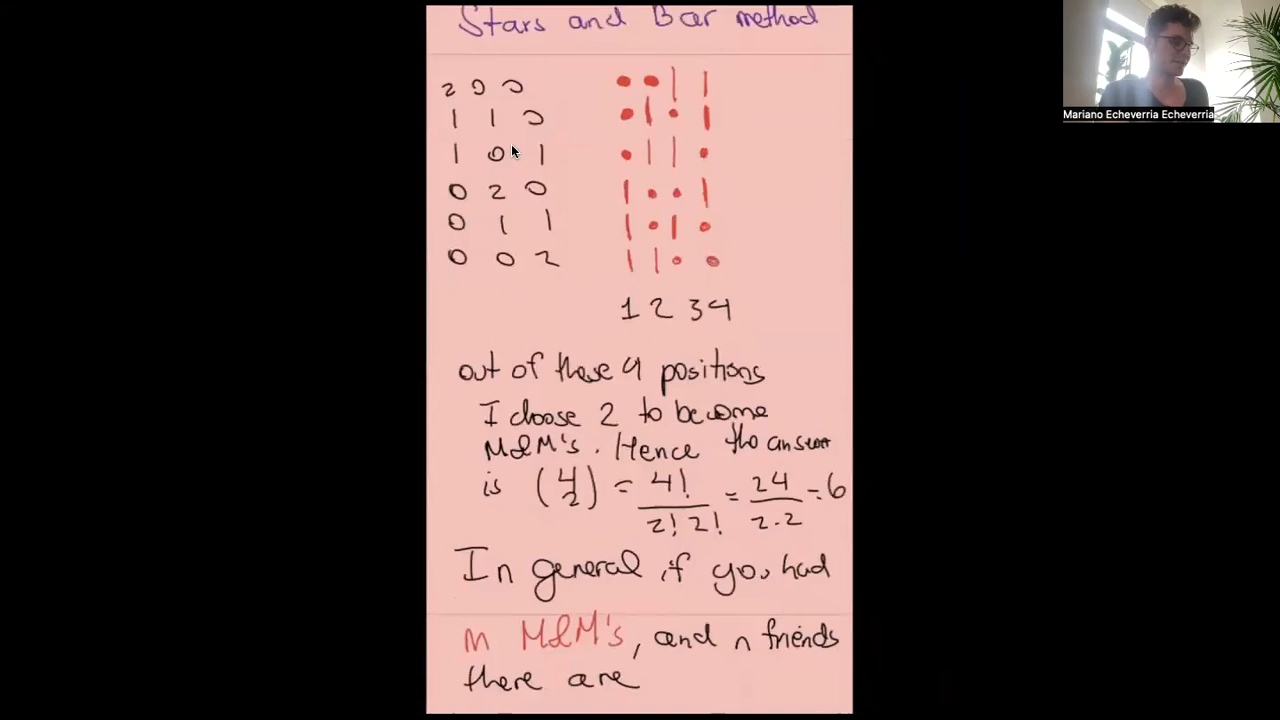 Stars and Bar method
2 0 0
1 1 0
1 0 1
0 2 0
0 1 1
0 0 2
1 2 3 4
out of these 4 positions
I choose 2 to become
M&M's. Hence the answer
is (4 2) = 4! / 2! 2! = 24 / 2·2 = 6
In general if you had
m M&M's, and n friends
there are
Mariano Echeverria Echeverria